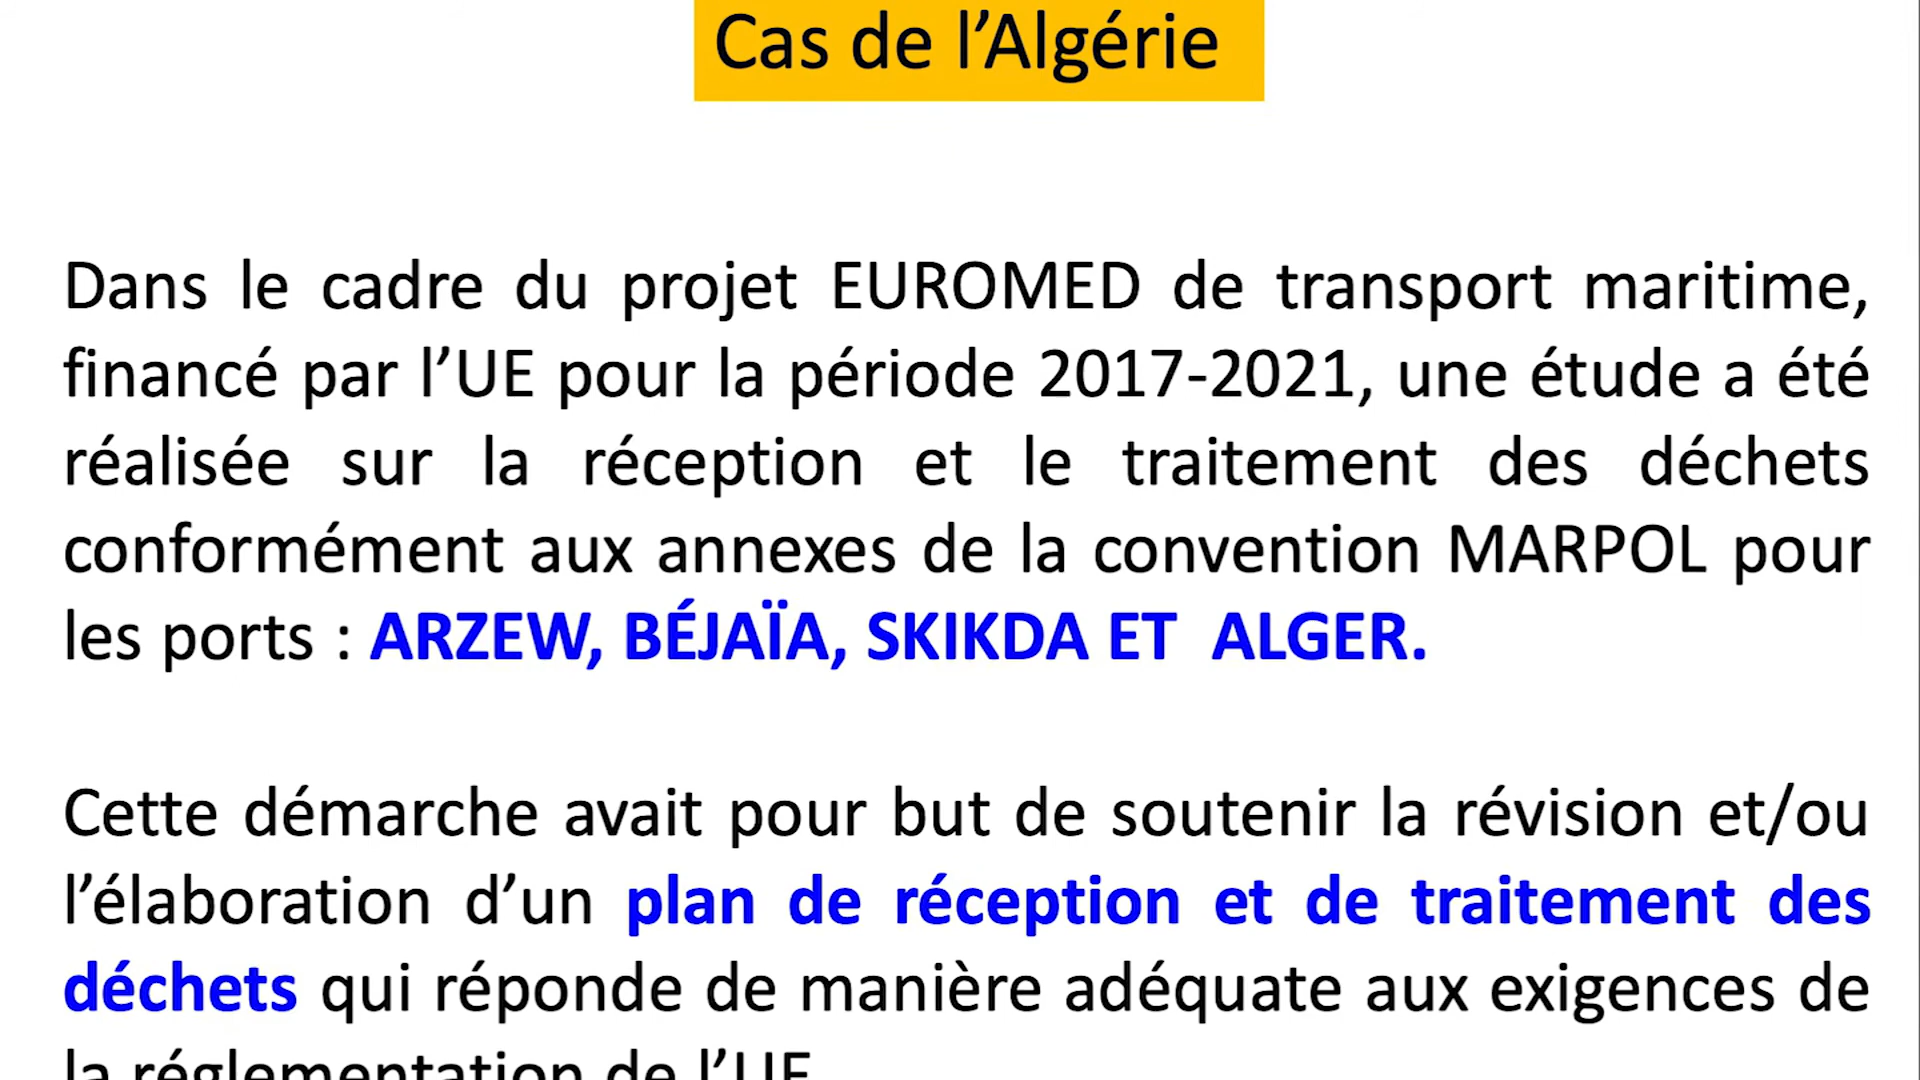 Cas de l’Algérie
Dans le cadre du projet EUROMED de transport maritime,
financé par l’UE pour la période 2017-2021, une étude a été
réalisée sur la réception et le traitement des déchets
conformément aux annexes de la convention MARPOL pour
les ports : ARZEW, BÉJAÏA, SKIKDA ET ALGER.
Cette démarche avait pour but de soutenir la révision et/ou
l’élaboration d’un plan de réception et de traitement des
déchets qui réponde de manière adéquate aux exigences de
la réglementation de l’UE